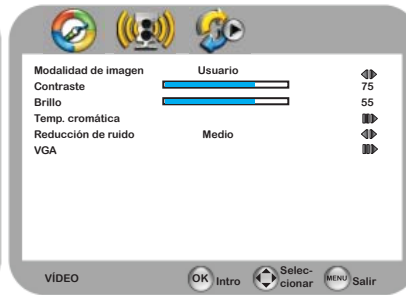 Modalidad de imagen Usuario
Contraste 75
Brillo 55
Temp. cromática
Reducción de ruido Medio
VGA
VÍDEO OK Intro Selec-
cionar MENU Salir